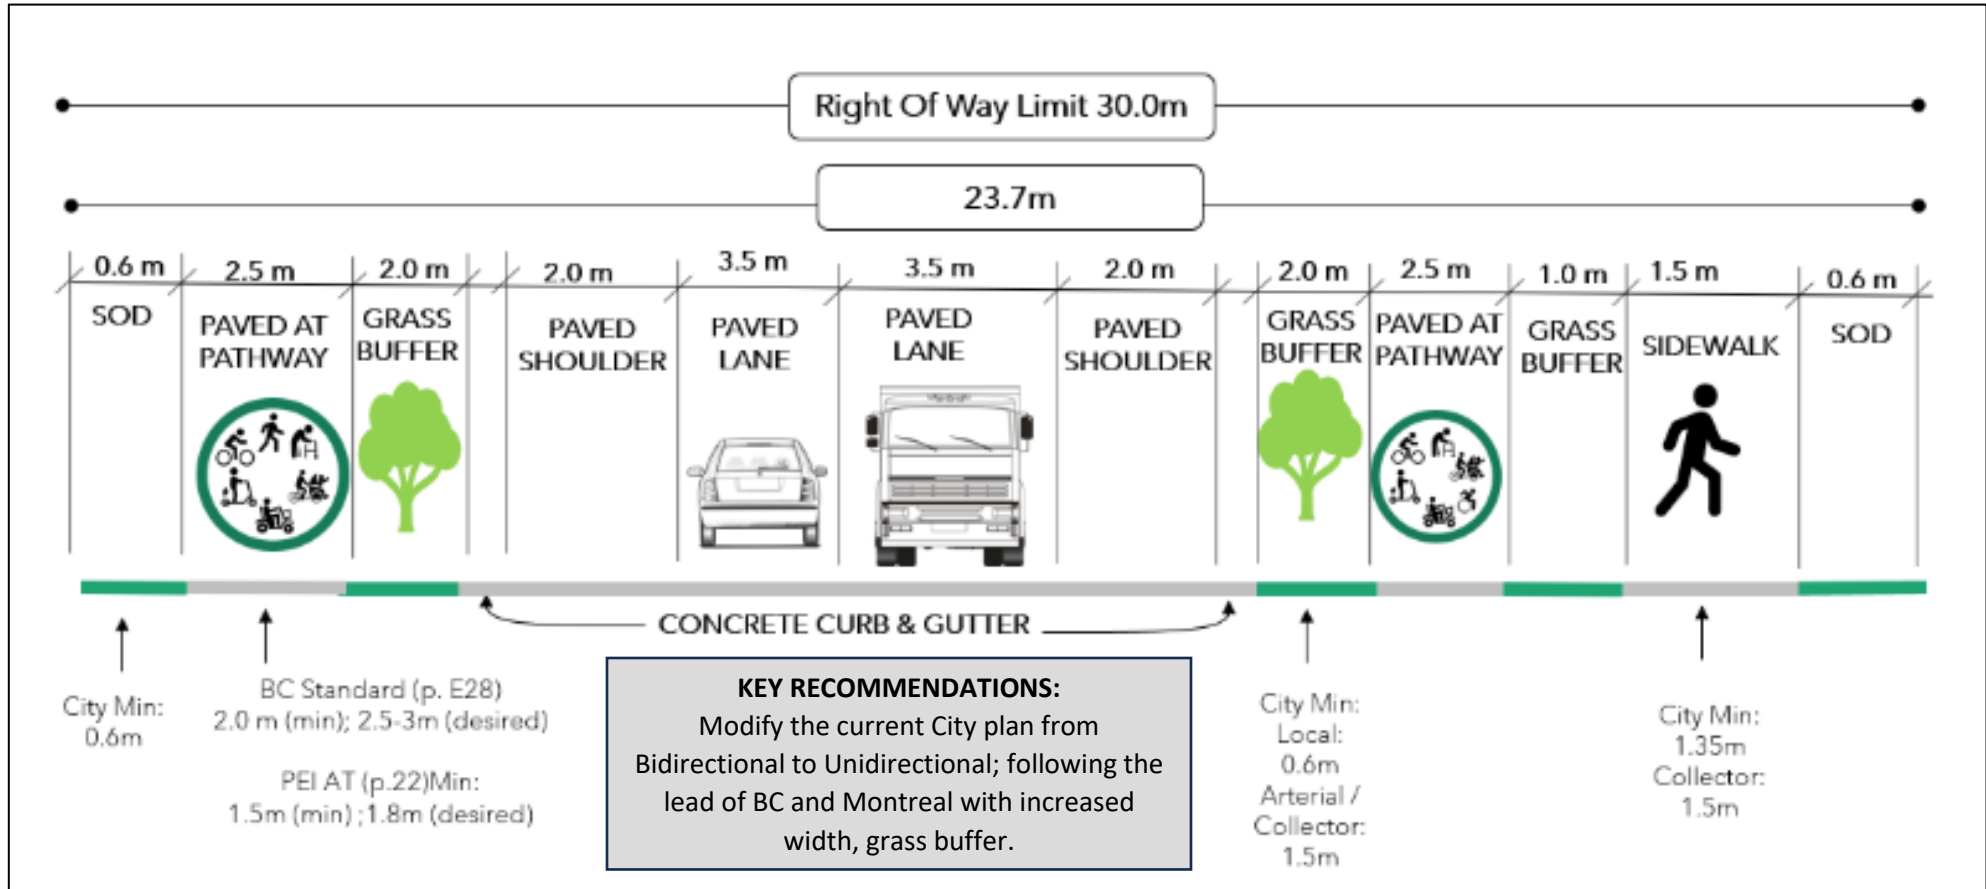 Right Of Way Limit 30.0m
23.7m
0.6 m
2.5 m
2.0 m
2.0 m
3.5 m
3.5 m
2.0 m
2.0 m
2.5 m
1.0 m
1.5 m
0.6 m
SOD
PAVED AT
PATHWAY
GRASS
BUFFER
PAVED
SHOULDER
PAVED
LANE
PAVED
LANE
PAVED
SHOULDER
GRASS
BUFFER
PAVED AT
PATHWAY
GRASS
BUFFER
SIDEWALK
SOD
CONCRETE CURB & GUTTER
City Min:
0.6m
BC Standard (p. E28)
2.0 m (min); 2.5-3m (desired)
PEI AT (p.22)Min:
1.5m (min) ;1.8m (desired)
KEY RECOMMENDATIONS:
Modify the current City plan from
Bidirectional to Unidirectional; following the
lead of BC and Montreal with increased
width, grass buffer.
City Min:
Local:
0.6m
Arterial /
Collector:
1.5m
City Min:
1.35m
Collector:
1.5m